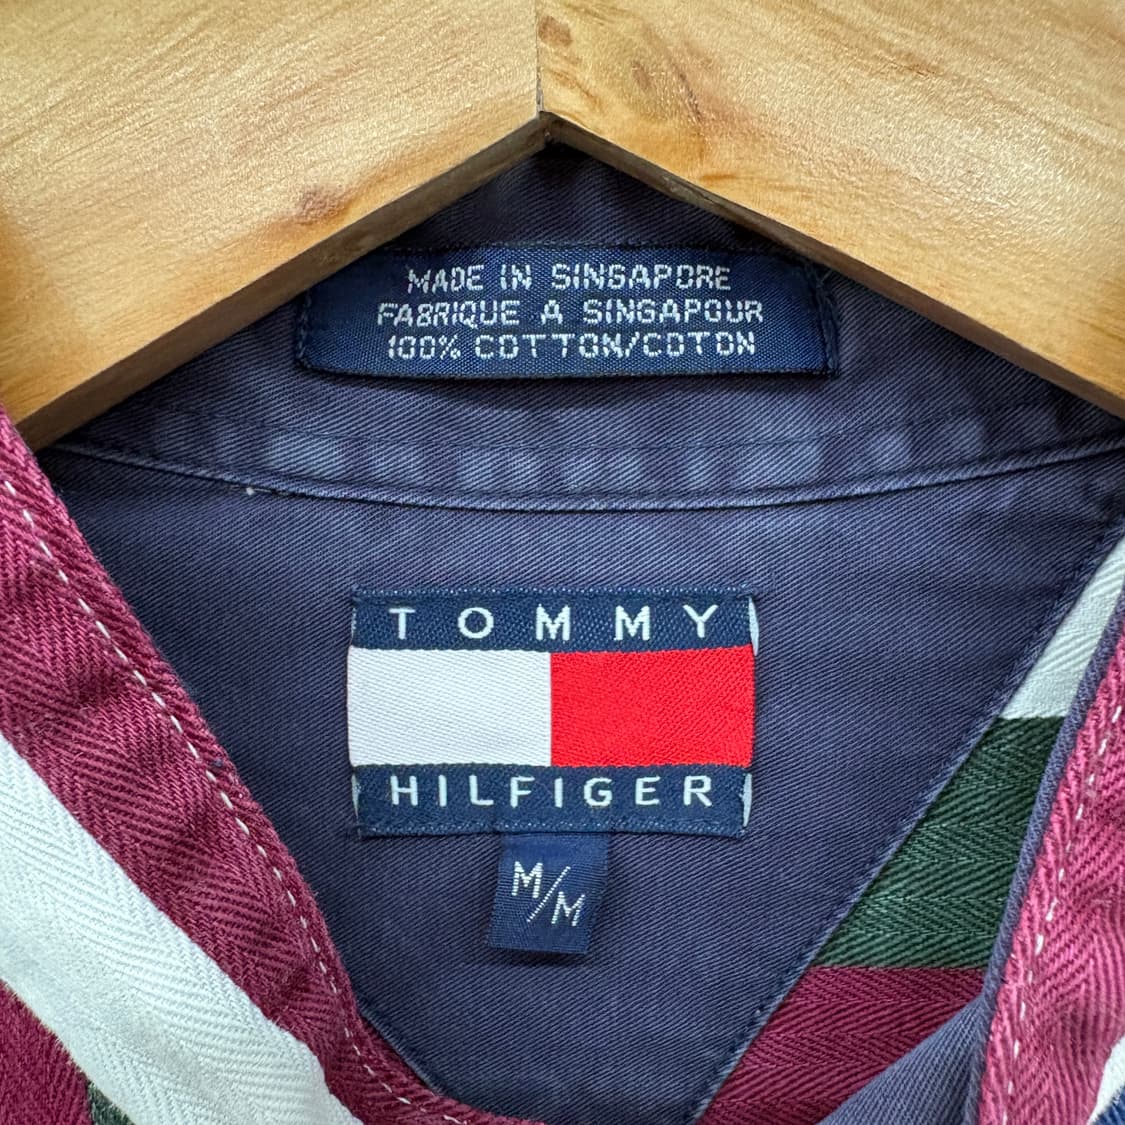 MADE IN SINGAPORE
FABRIQUE A SINGAPOUR
100% COTTON/COTON
TOMMY
HILFIGER
M/M